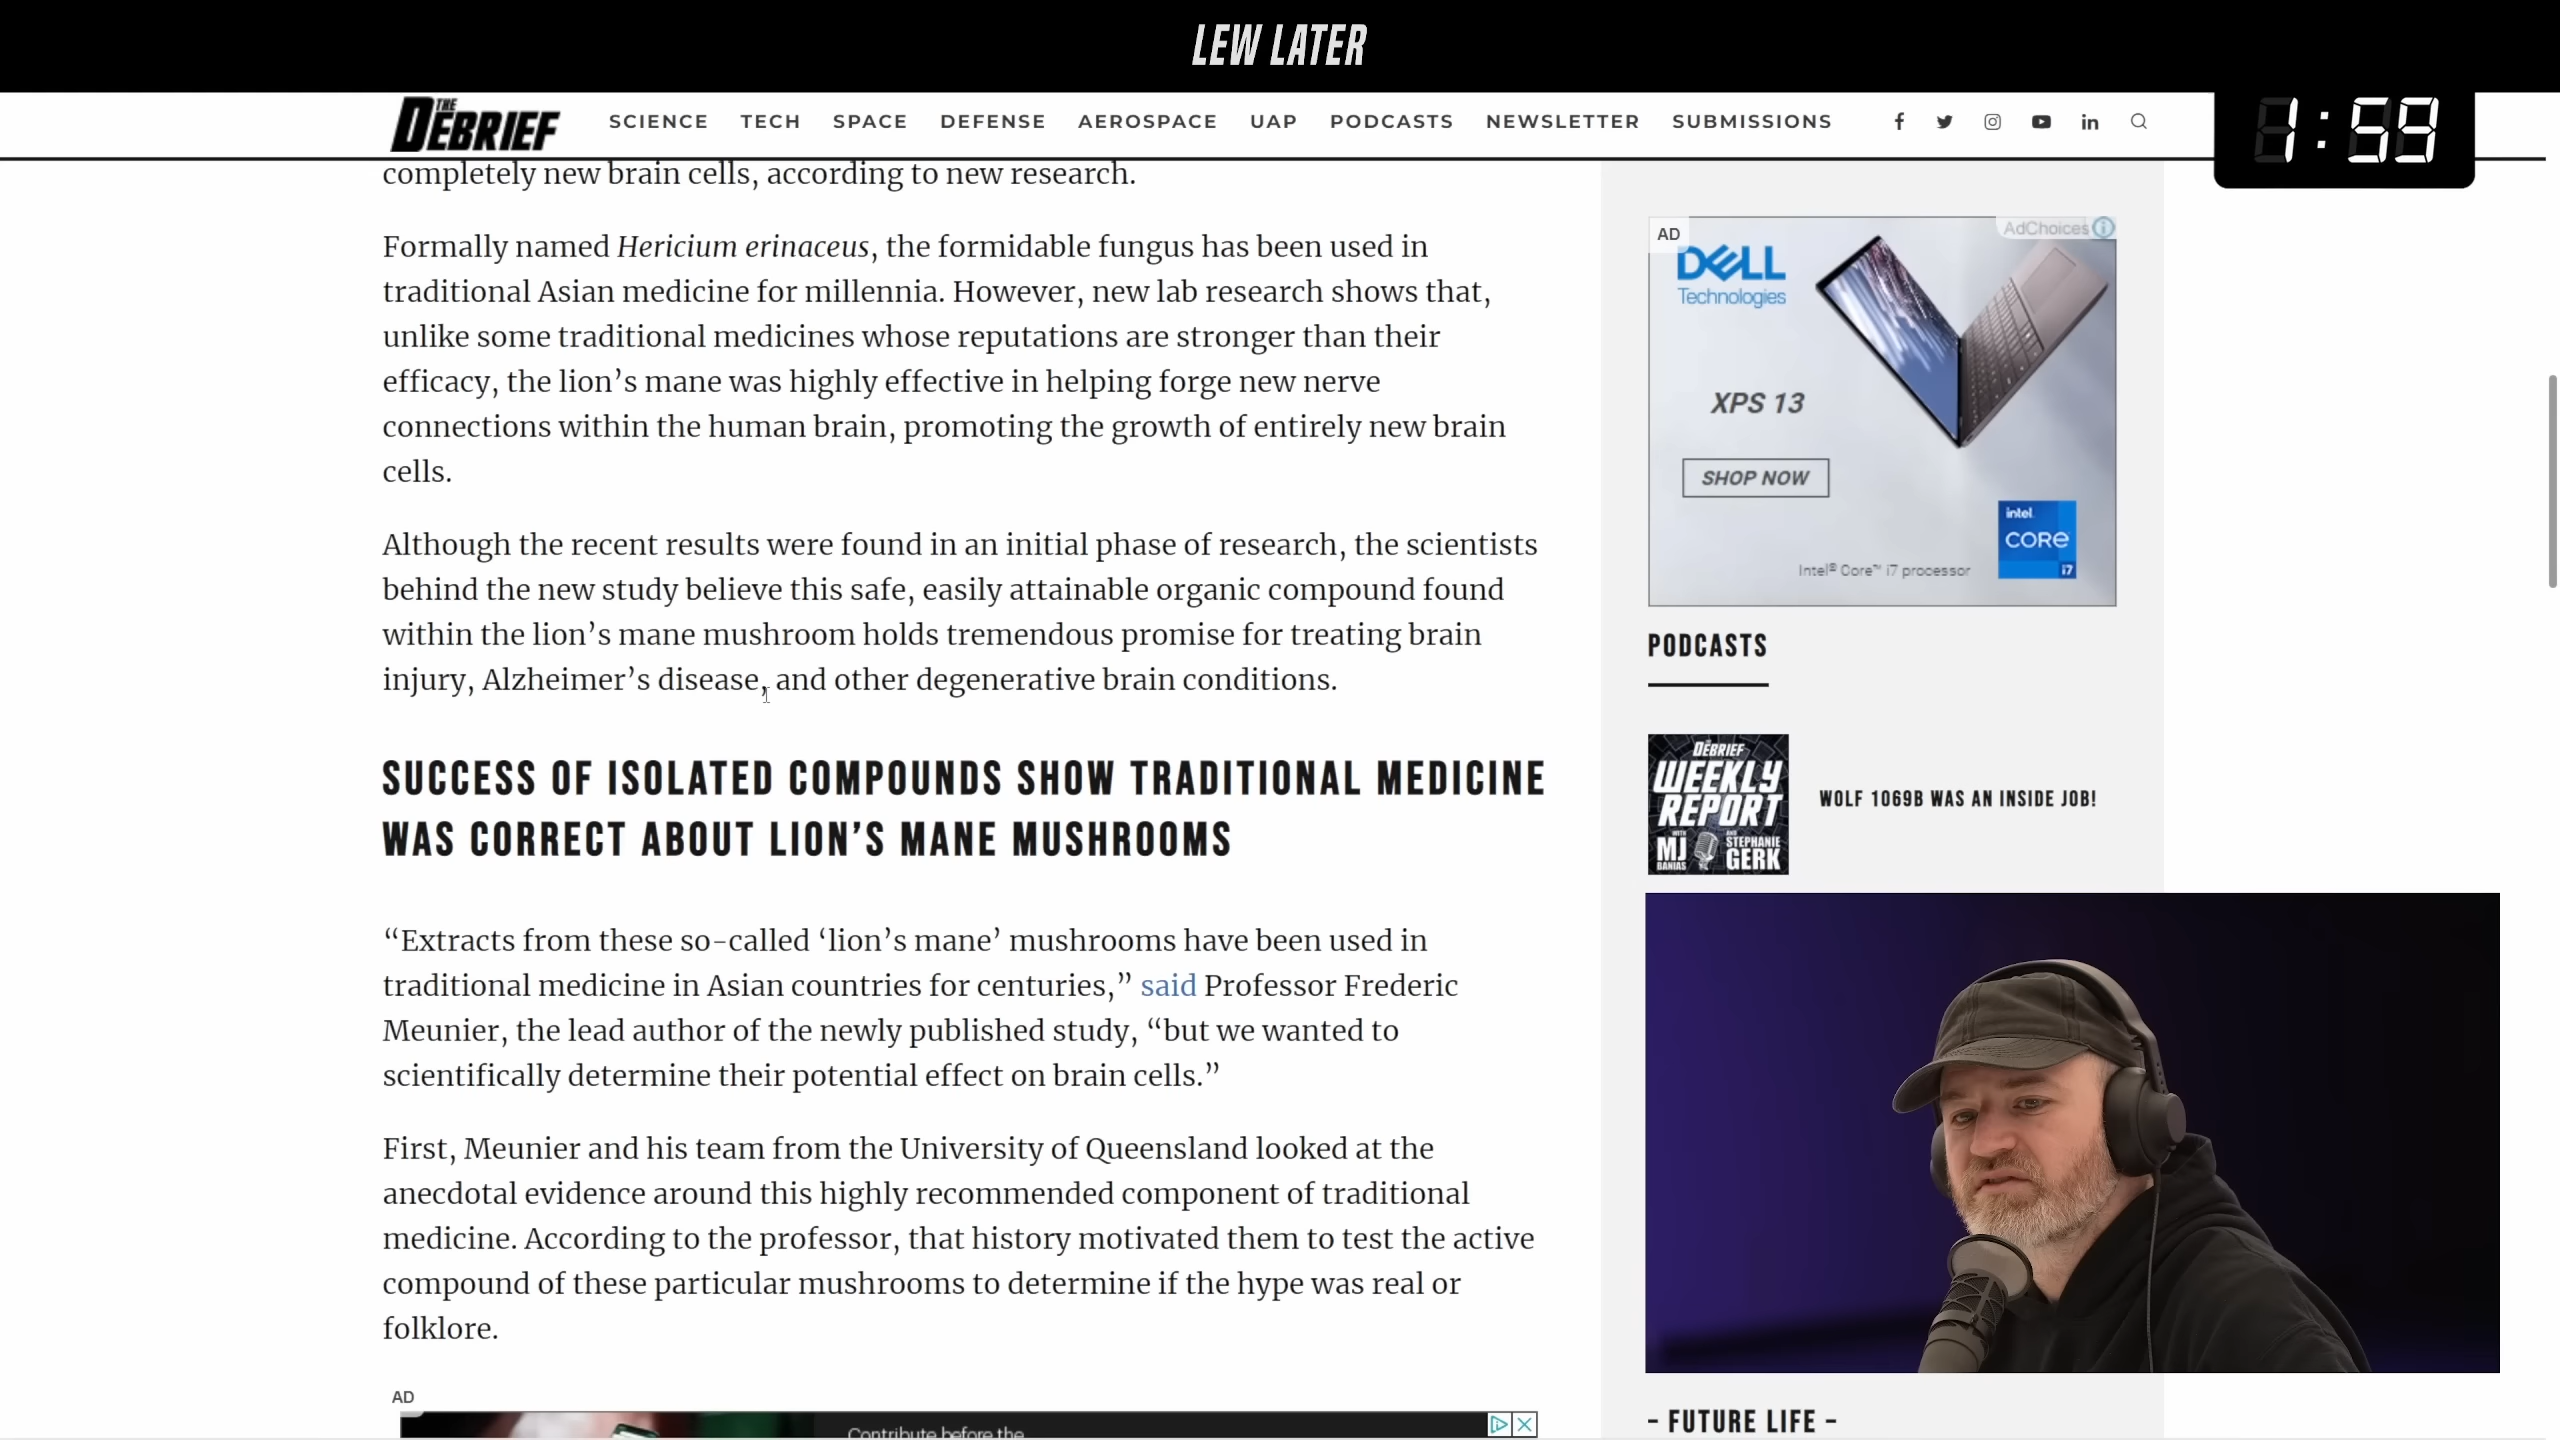 LEW LATER
THE DEBRIEF
SCIENCE TECH SPACE DEFENSE AEROSPACE UAP PODCASTS NEWSLETTER SUBMISSIONS
1:59
completely new brain cells, according to new research.
Formally named Hericium erinaceus, the formidable fungus has been used in
traditional Asian medicine for millennia. However, new lab research shows that,
unlike some traditional medicines whose reputations are stronger than their
efficacy, the lion’s mane was highly effective in helping forge new nerve
connections within the human brain, promoting the growth of entirely new brain
cells.
Although the recent results were found in an initial phase of research, the scientists
behind the new study believe this safe, easily attainable organic compound found
within the lion’s mane mushroom holds tremendous promise for treating brain
injury, Alzheimer’s disease, and other degenerative brain conditions.
SUCCESS OF ISOLATED COMPOUNDS SHOW TRADITIONAL MEDICINE
WAS CORRECT ABOUT LION’S MANE MUSHROOMS
“Extracts from these so-called ‘lion’s mane’ mushrooms have been used in
traditional medicine in Asian countries for centuries,” said Professor Frederic
Meunier, the lead author of the newly published study, “but we wanted to
scientifically determine their potential effect on brain cells.”
First, Meunier and his team from the University of Queensland looked at the
anecdotal evidence around this highly recommended component of traditional
medicine. According to the professor, that history motivated them to test the active
compound of these particular mushrooms to determine if the hype was real or
folklore.
AD
Contribute before the
AD
AdChoices
DELL
Technologies
XPS 13
SHOP NOW
intel
CORE
i7
Intel® Core™ i7 processor
PODCASTS
THE DEBRIEF
WEEKLY
REPORT
WITH
MJ
BANIAS
AND
STEPHANIE
GERK
WOLF 1069B WAS AN INSIDE JOB!
- FUTURE LIFE -